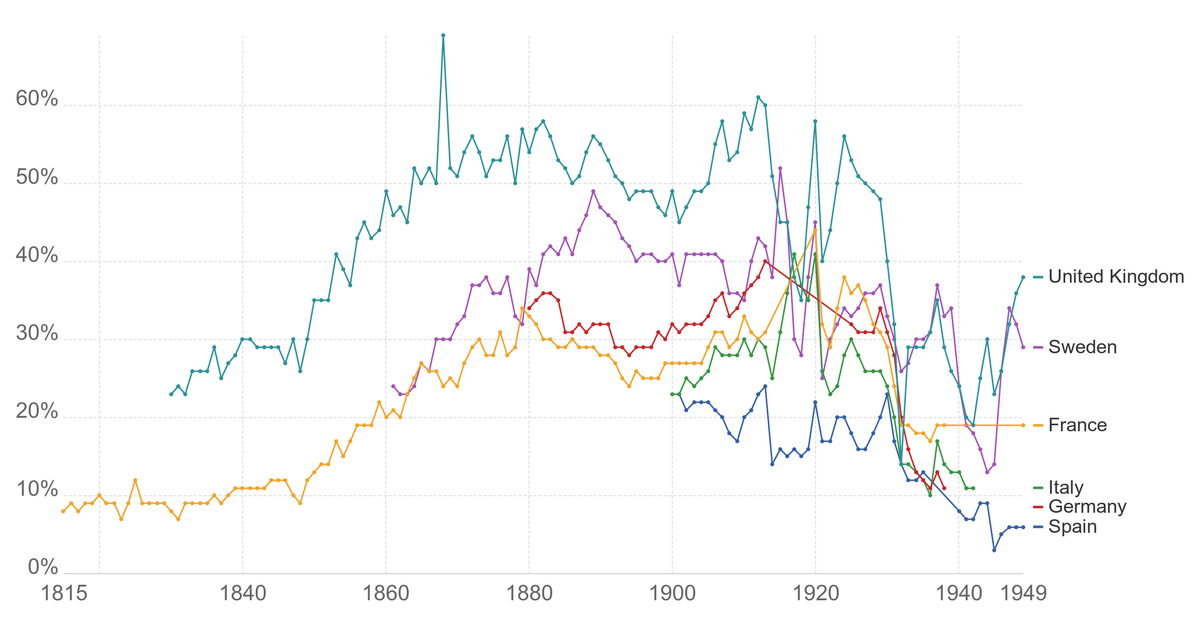 60%
50%
40%
30%
20%
10%
0%
1815 1840 1860 1880 1900 1920 1940 1949
United Kingdom
Sweden
France
Italy
Germany
Spain